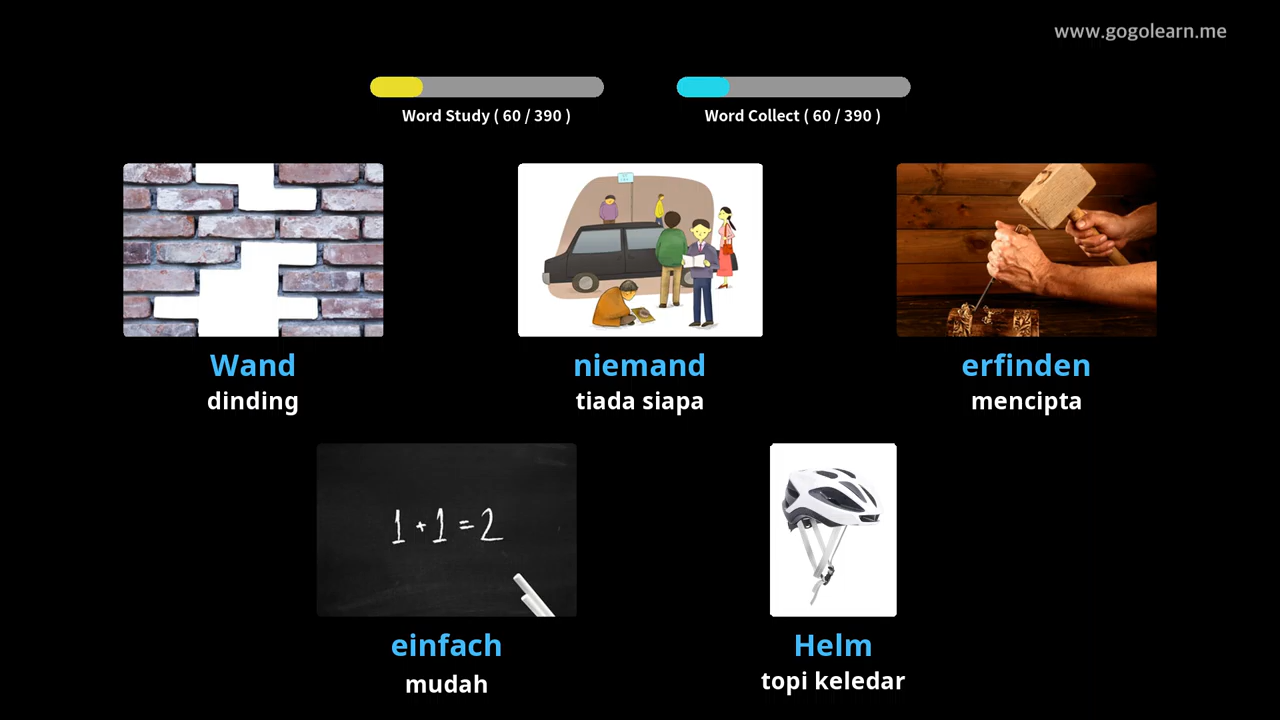 www.gogolearn.me
Word Study ( 60 / 390 )
Word Collect ( 60 / 390 )
Wand
dinding
niemand
tiada siapa
erfinden
mencipta
1 + 1 = 2
einfach
mudah
Helm
topi keledar